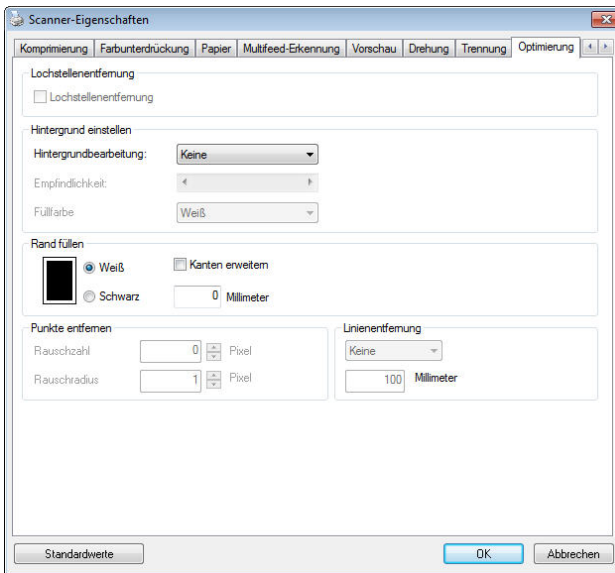 Scanner-Eigenschaften
Komprimierung Farbunterdrückung Papier Multifeed-Erkennung Vorschau Drehung Trennung Optimierung
Lochstellenentfernung
Lochstellenentfernung
Hintergrund einstellen
Hintergrundbearbeitung: Keine
Empfindlichkeit:
Füllfarbe Weiß
Rand füllen
Weiß Kanten erweitern
Schwarz 0 Millimeter
Punkte entfernen Linienentfernung
Rauschzahl 0 Pixel Keine
Rauschradius 1 Pixel 100 Millimeter
Standardwerte OK Abbrechen